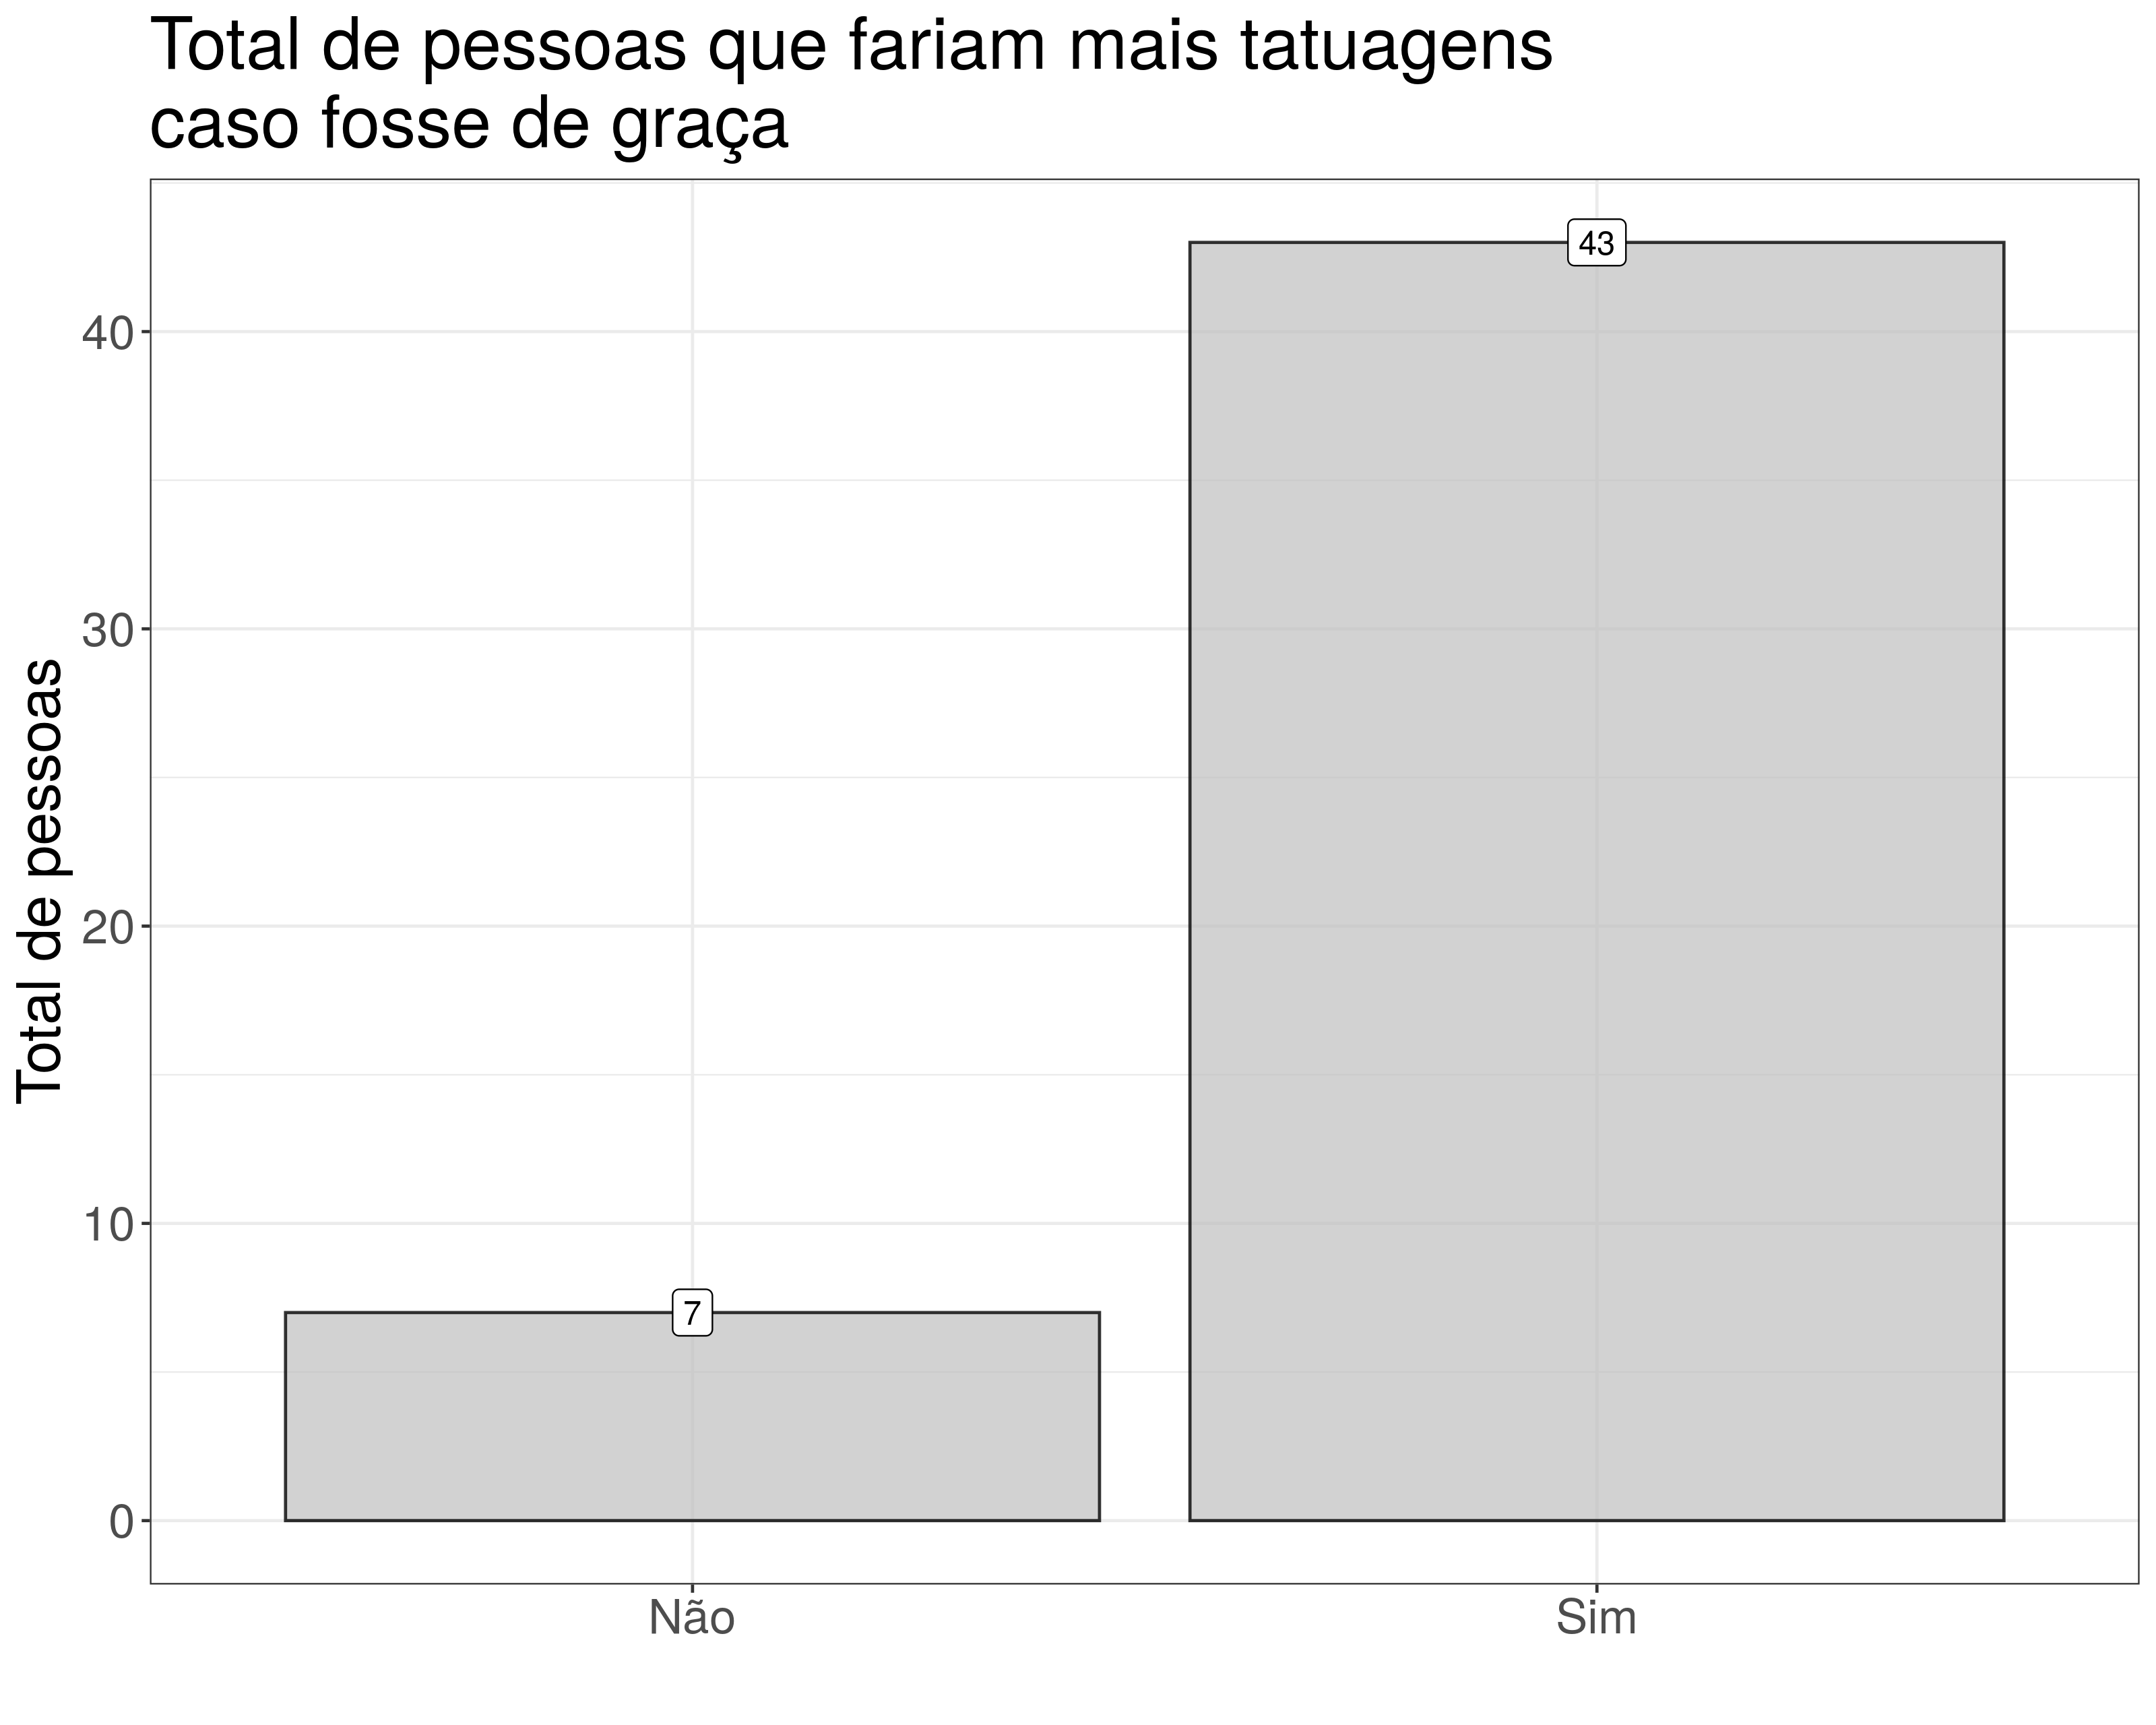 Total de pessoas que fariam mais tatuagens
caso fosse de graça
Total de pessoas
40
30
20
10
0
43
7
Não
Sim